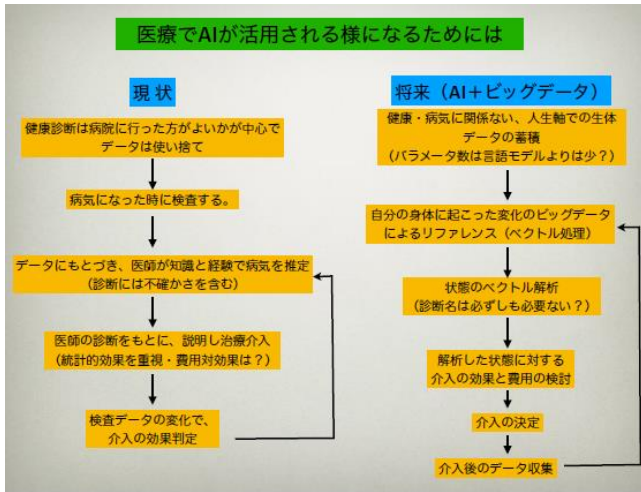 医療でAIが活用される様になるためには
現 状
健康診断は病院に行った方がよいかが中心で
データは使い捨て
病気になった時に検査する。
データにもとづき、医師が知識と経験で病気を推定
（診断には不確かさを含む）
医師の診断をもとに、説明し治療介入
（統計的効果を重視・費用対効果は？）
検査データの変化で、
介入の効果判定
将来（AI＋ビッグデータ）
健康・病気に関係ない、人生軸での生体
データの蓄積
（パラメータ数は言語モデルよりは少？）
自分の身体に起こった変化のビッグデータ
によるリファレンス（ベクトル処理）
状態のベクトル解析
（診断名は必ずしも必要ない？）
解析した状態に対する
介入の効果と費用の検討
介入の決定
介入後のデータ収集